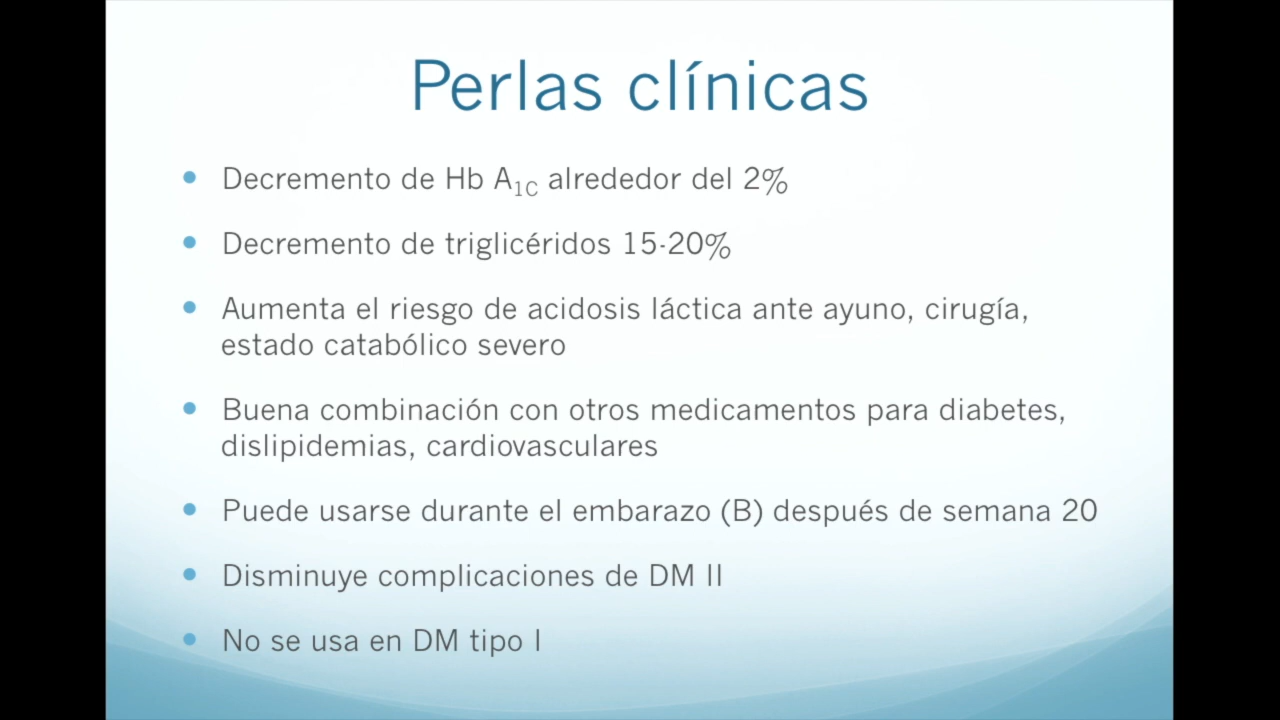 Perlas clínicas
• Decremento de Hb A1C alrededor del 2%
• Decremento de triglicéridos 15-20%
• Aumenta el riesgo de acidosis láctica ante ayuno, cirugía,
estado catabólico severo
• Buena combinación con otros medicamentos para diabetes,
dislipidemias, cardiovasculares
• Puede usarse durante el embarazo (B) después de semana 20
• Disminuye complicaciones de DM II
• No se usa en DM tipo I